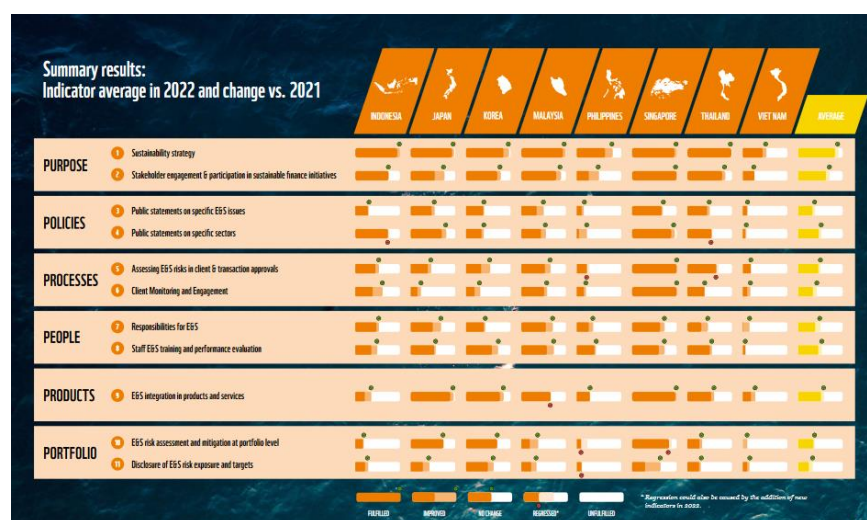 Summary results:
Indicator average in 2022 and change vs. 2021
INDONESIA JAPAN KOREA MALAYSIA PHILIPPINES SINGAPORE THAILAND VIET NAM AVERAGE
PURPOSE
1 Sustainability strategy
2 Stakeholder engagement & participation in sustainable finance initiatives
POLICIES
3 Public statements on specific E&S issues
4 Public statements on specific sectors
PROCESSES
5 Assessing E&S risks in client & transaction approvals
6 Client Monitoring and Engagement
PEOPLE
7 Responsibilities for E&S
8 Staff E&S training and performance evaluation
PRODUCTS
9 E&S integration in products and services
PORTFOLIO
10 E&S risk assessment and mitigation at portfolio level
11 Disclosure of E&S risk exposure and targets
FULFILLED IMPROVED NO CHANGE REGRESSED* UNFULFILLED
* Regression could also be caused by the addition of new
indicators in 2022.